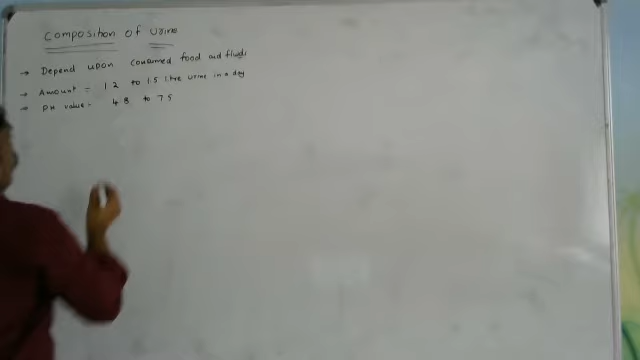 Composition of Urine
→ Depend upon consumed food and fluids
→ Amount = 1.2 to 1.5 litre urine in a day
→ PH value - 4.8 to 7.5